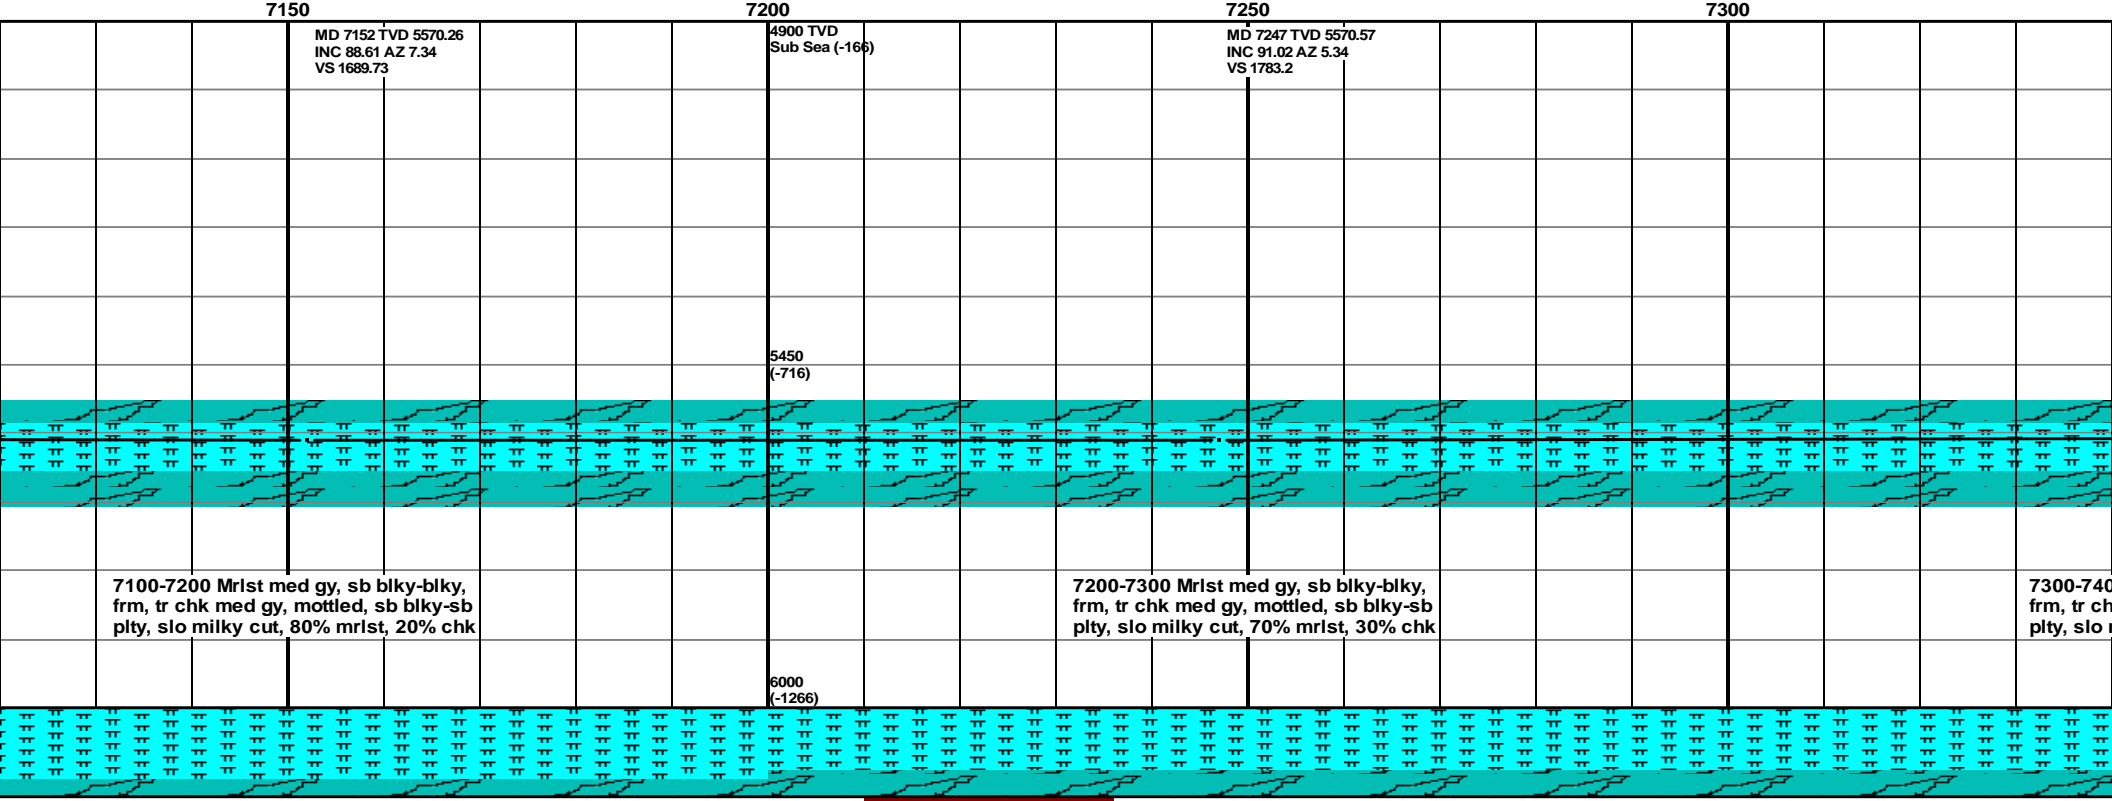 7150 7200 7250 7300
MD 7152 TVD 5570.26
INC 88.61 AZ 7.34
VS 1689.73
4900 TVD
Sub Sea (-166)
MD 7247 TVD 5570.57
INC 91.02 AZ 5.34
VS 1783.2
5450
(-716)
7100-7200 Mrlst med gy, sb blky-blky,
frm, tr chk med gy, mottled, sb blky-sb
plty, slo milky cut, 80% mrlst, 20% chk
7200-7300 Mrlst med gy, sb blky-blky,
frm, tr chk med gy, mottled, sb blky-sb
plty, slo milky cut, 70% mrlst, 30% chk
7300-740
frm, tr ch
plty, slo
6000
(-1266)